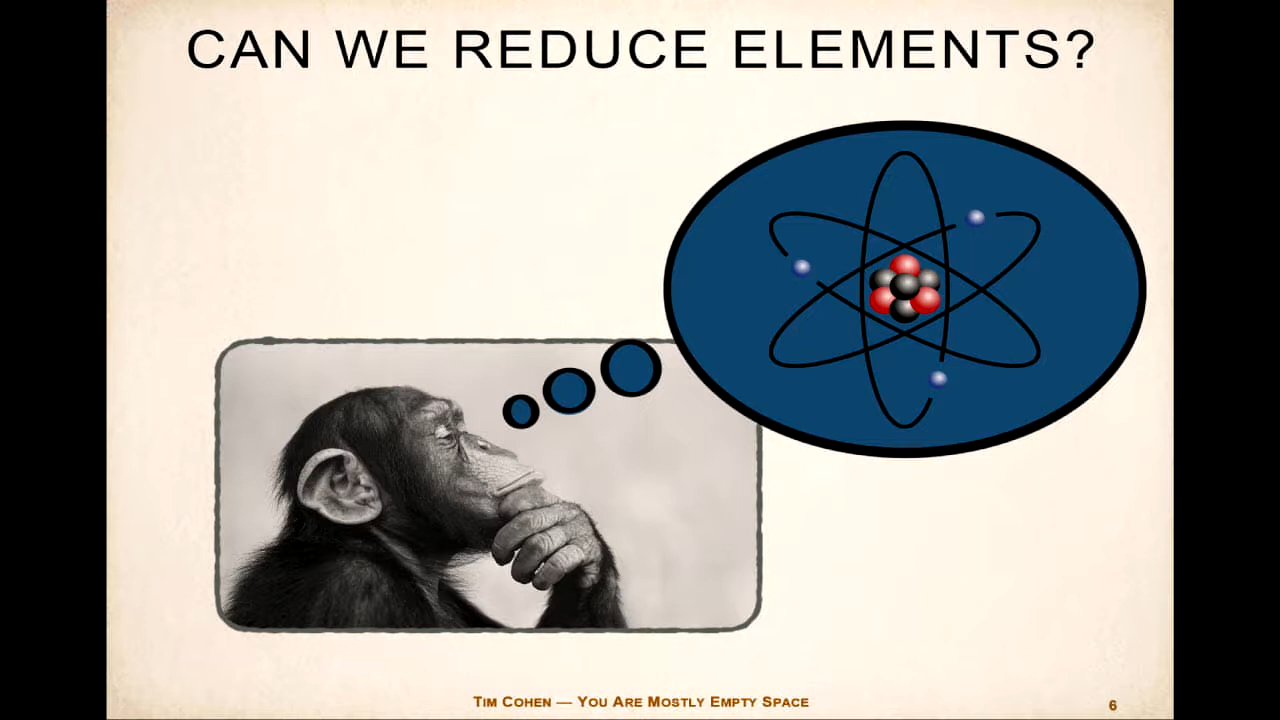 CAN WE REDUCE ELEMENTS?
TIM COHEN — YOU ARE MOSTLY EMPTY SPACE
6